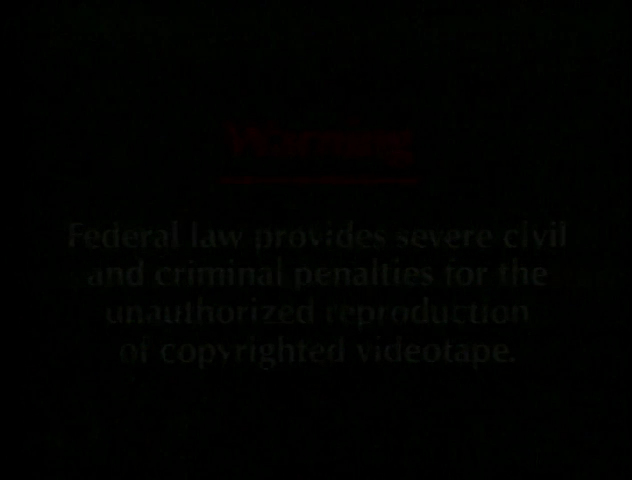 Warning
Federal law provides severe civil
and criminal penalties for the
unauthorized reproduction
of copyrighted videotape.